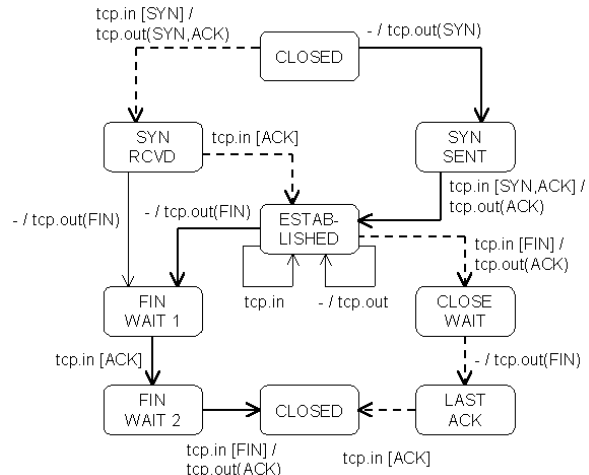 tcp.in [SYN] /
tcp.out(SYN,ACK)
CLOSED
- / tcp.out(SYN)
SYN
RCVD
tcp.in [ACK]
SYN
SENT
tcp.in [SYN,ACK] /
tcp.out(ACK)
- / tcp.out(FIN)
- / tcp.out(FIN)
ESTAB-
LISHED
tcp.in [FIN] /
tcp.out(ACK)
tcp.in
- / tcp.out
FIN
WAIT 1
CLOSE
WAIT
tcp.in [ACK]
- / tcp.out(FIN)
FIN
WAIT 2
CLOSED
LAST
ACK
tcp.in [FIN] /
tcp.out(ACK)
tcp.in [ACK]